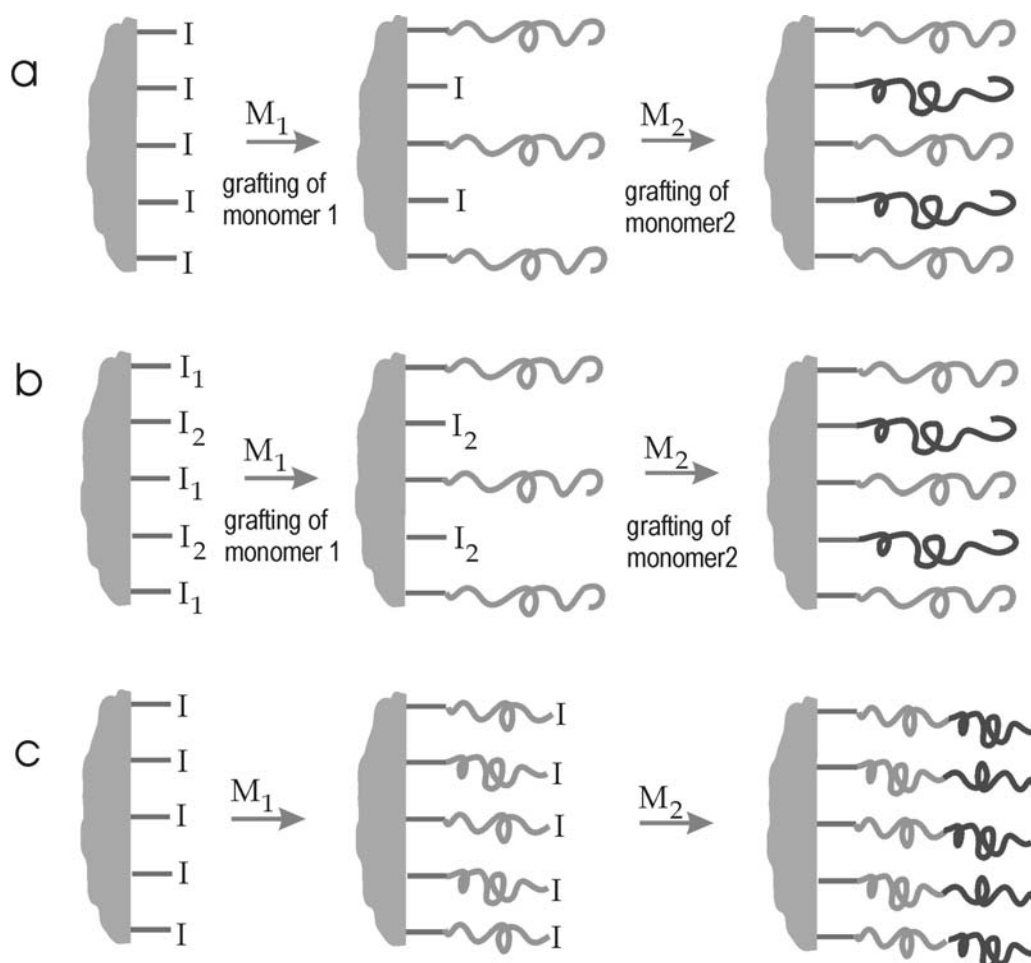 a
I
I
I
I
I
M₁
grafting of
monomer 1
I
I
M₂
grafting of
monomer2
b
I₁
I₂
I₁
I₂
I₁
M₁
grafting of
monomer 1
I₂
I₂
M₂
grafting of
monomer2
c
I
I
I
I
I
M₁
I
I
I
I
I
M₂